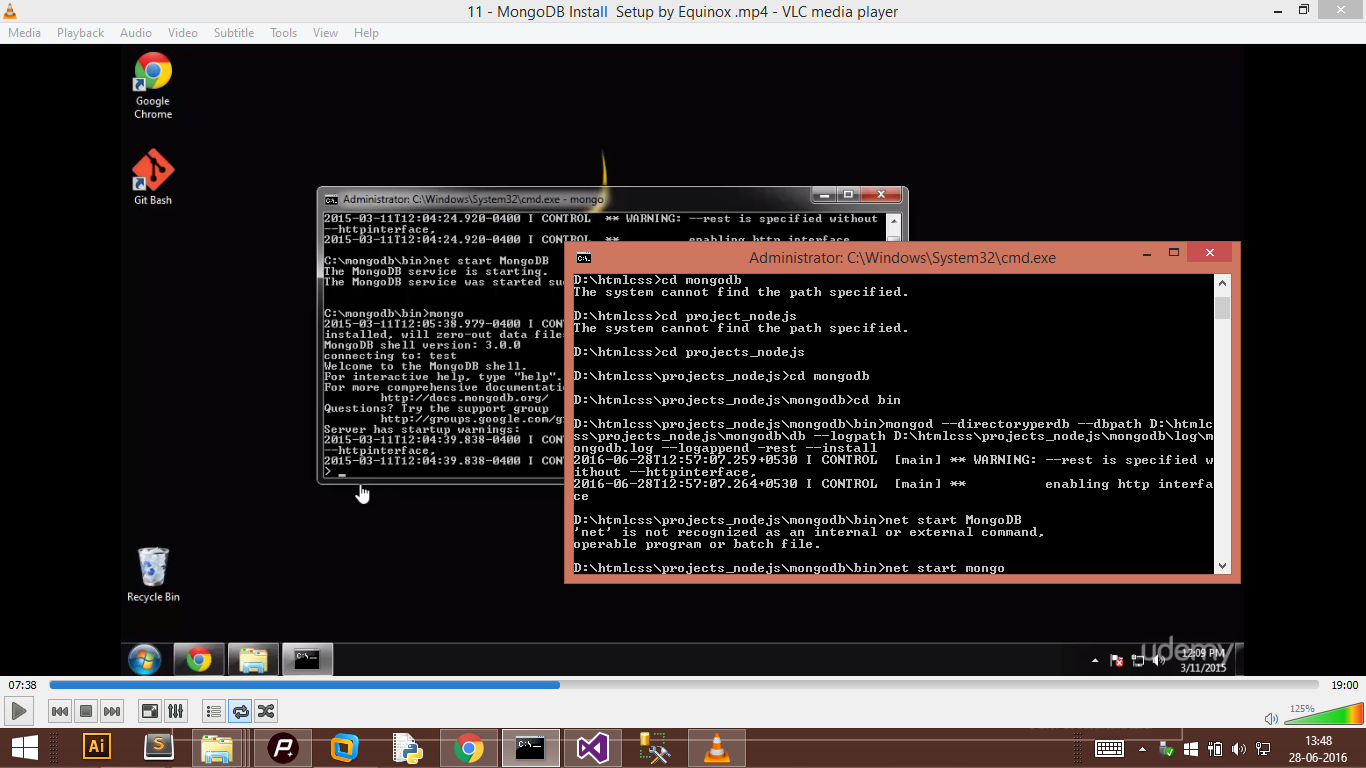 11 - MongoDB Install  Setup by Equinox .mp4 - VLC media player
Media Playback Audio Video Subtitle Tools View Help
Google
Chrome
Git Bash
Administrator: C:\Windows\System32\cmd.exe - mongo
2015-03-11T12:04:24.920-0400 I CONTROL  ** WARNING: --rest is specified without
--httpinterface,
2015-03-11T12:04:24.920-0400 I CONTROL  **          enabling http interface
C:\mongodb\bin>net start MongoDB
The MongoDB service is starting.
The MongoDB service was started su
C:\mongodb\bin>mongo
2015-03-11T12:05:38.979-0400 I CON
installed, will zero-out data file
MongoDB shell version: 3.0.0
connecting to: test
Welcome to the MongoDB shell.
For interactive help, type "help".
For more comprehensive documentati
http://docs.mongodb.org/
Questions? Try the support group
http://groups.google.com/g
Server has startup warnings:
2015-03-11T12:04:39.838-0400 I CON
--httpinterface,
2015-03-11T12:04:39.838-0400 I CON
> _
Administrator: C:\Windows\System32\cmd.exe
D:\htmlcss>cd mongodb
The system cannot find the path specified.
D:\htmlcss>cd project_nodejs
The system cannot find the path specified.
D:\htmlcss>cd projects_nodejs
D:\htmlcss\projects_nodejs>cd mongodb
D:\htmlcss\projects_nodejs\mongodb>cd bin
D:\htmlcss\projects_nodejs\mongodb\bin>mongod --directoryperdb --dbpath D:\htmlc
ss\projects_nodejs\mongodb\db --logpath D:\htmlcss\projects_nodejs\mongodb\log\m
ongodb.log --logappend -rest --install
2016-06-28T12:57:07.259+0530 I CONTROL  [main] ** WARNING: --rest is specified w
ithout --httpinterface,
2016-06-28T12:57:07.264+0530 I CONTROL  [main] **          enabling http interfa
ce
D:\htmlcss\projects_nodejs\mongodb\bin>net start MongoDB
'net' is not recognized as an internal or external command,
operable program or batch file.
D:\htmlcss\projects_nodejs\mongodb\bin>net start mongo
Recycle Bin
udemy
12:09 PM
3/11/2015
07:38
19:00
125%
Ai
S
P
13:48
28-06-2016